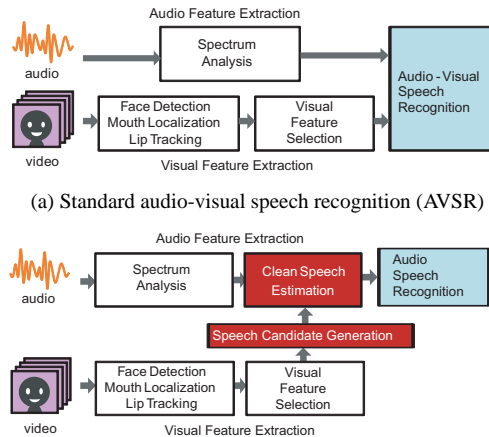 Audio Feature Extraction
audio
Spectrum
Analysis
Audio - Visual
Speech
Recognition
video
Face Detection
Mouth Localization
Lip Tracking
Visual
Feature
Selection
Visual Feature Extraction
(a) Standard audio-visual speech recognition (AVSR)
Audio Feature Extraction
audio
Spectrum
Analysis
Clean Speech
Estimation
Audio
Speech
Recognition
Speech Candidate Generation
video
Face Detection
Mouth Localization
Lip Tracking
Visual
Feature
Selection
Visual Feature Extraction